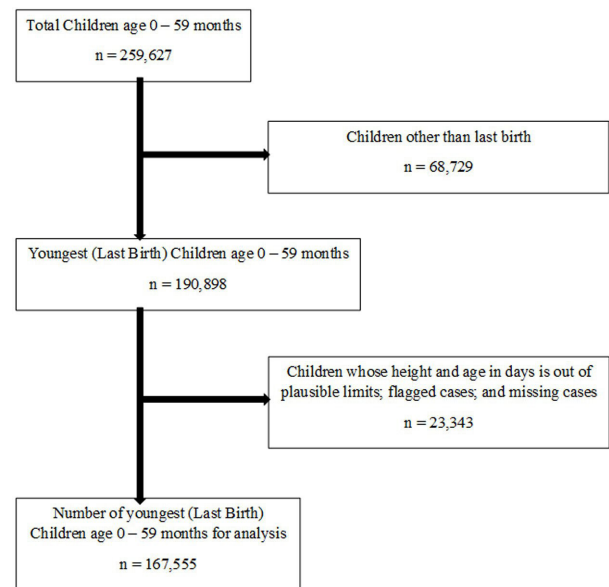 Total Children age 0 – 59 months
n = 259,627
Children other than last birth
n = 68,729
Youngest (Last Birth) Children age 0 – 59 months
n = 190,898
Children whose height and age in days is out of
plausible limits; flagged cases; and missing cases
n = 23,343
Number of youngest (Last Birth)
Children age 0 – 59 months for analysis
n = 167,555